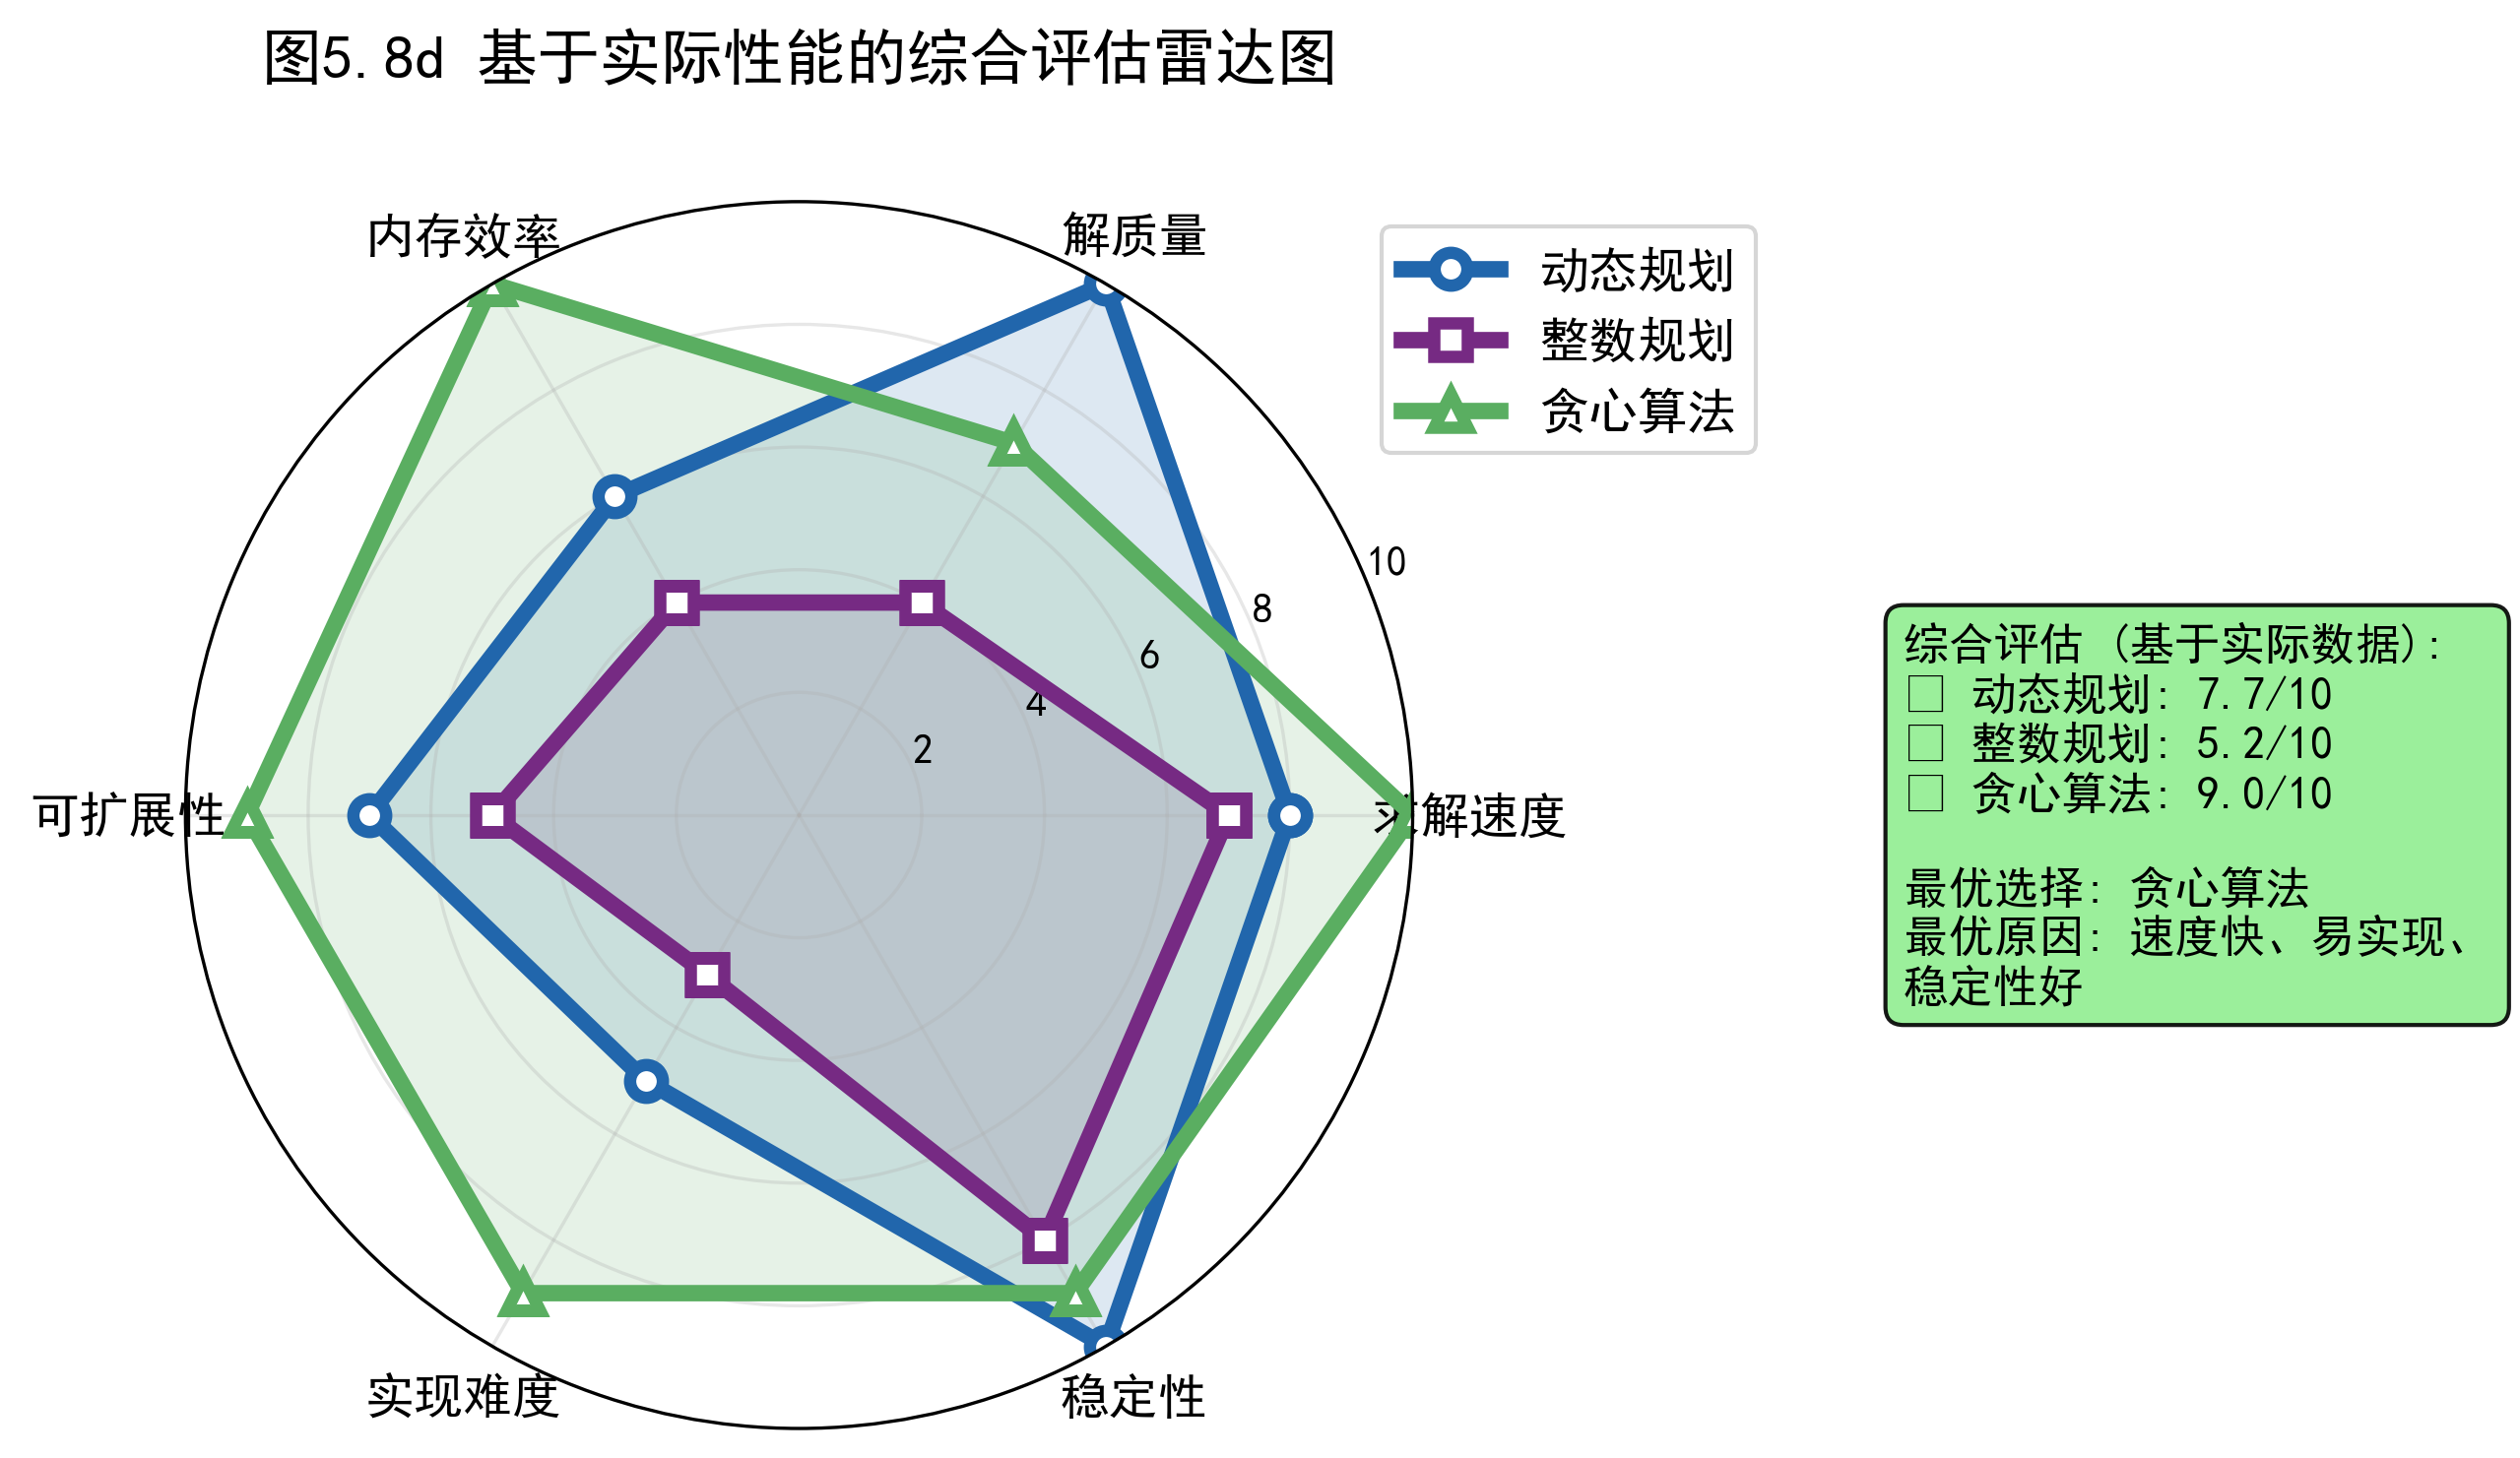 图5.8d 基于实际性能的综合评估雷达图
内存效率
解质量
动态规划
整数规划
贪心算法
10
8
6
4
2
可扩展性
求解速度
实现难度
稳定性
综合评估 (基于实际数据):
□ 动态规划: 7.7/10
□ 整数规划: 5.2/10
□ 贪心算法: 9.0/10
最优选择: 贪心算法
最优原因: 速度快、易实现、
稳定性好